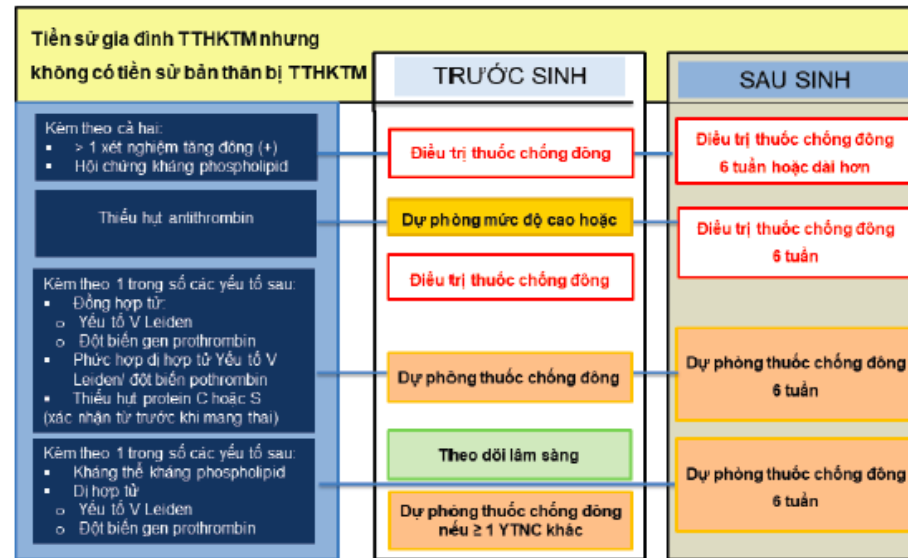 Tiền sử gia đình TTHKTM nhưng
không có tiền sử bản thân bị TTHKTM
TRƯỚC SINH
SAU SINH
Kèm theo cả hai:
▪ > 1 xét nghiệm tăng đông (+)
▪ Hội chứng kháng phospholipid
Điều trị thuốc chống đông
Điều trị thuốc chống đông
6 tuần hoặc dài hơn
Thiếu hụt antithrombin
Dự phòng mức độ cao hoặc
Điều trị thuốc chống đông
Điều trị thuốc chống đông
6 tuần
Kèm theo 1 trong số các yếu tố sau:
▪ Đồng hợp tử:
o Yếu tố V Leiden
o Đột biến gen prothrombin
▪ Phức hợp dị hợp tử Yếu tố V
Leiden/ đột biến pothrombin
▪ Thiếu hụt protein C hoặc S
(xác nhận từ trước khi mang thai)
Dự phòng thuốc chống đông
Dự phòng thuốc chống đông
6 tuần
Kèm theo 1 trong số các yếu tố sau:
▪ Kháng thể kháng phospholipid
▪ Dị hợp tử
o Yếu tố V Leiden
o Đột biến gen prothrombin
Theo dõi lâm sàng
Dự phòng thuốc chống đông
nếu ≥ 1 YTNC khác
Dự phòng thuốc chống đông
6 tuần